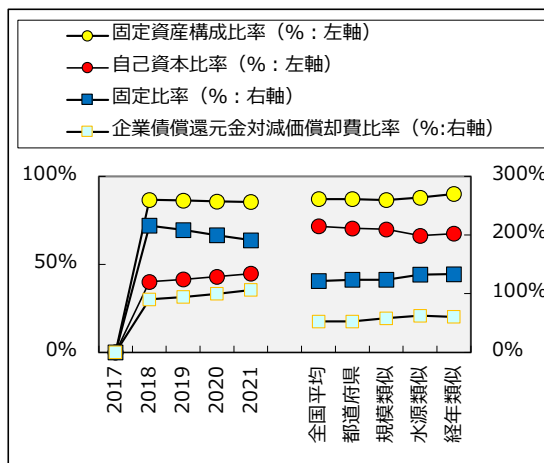 固定資産構成比率（%：左軸）
自己資本比率（%：左軸）
固定比率（%：右軸）
企業債償還元金対減価償却費比率（%:右軸）
100%
50%
0%
300%
200%
100%
0%
2017
2018
2019
2020
2021
全国平均
都道府県
規模類似
水源類似
経年類似